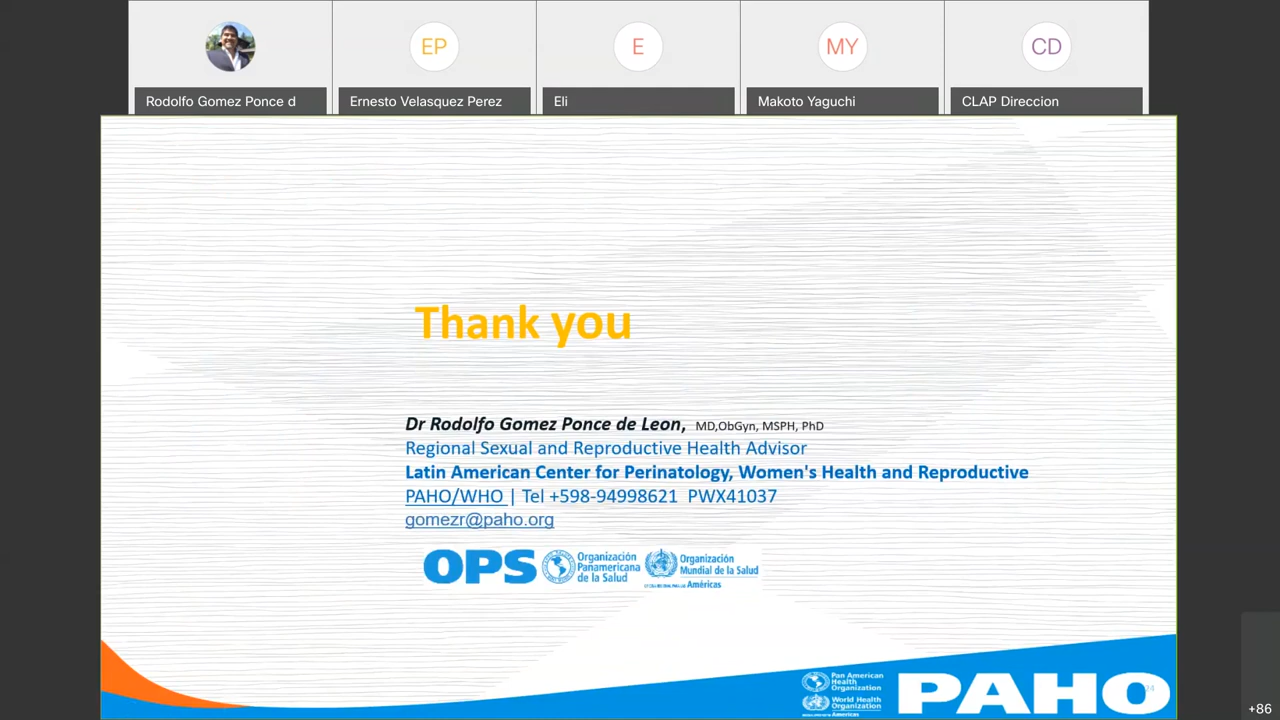 EP
E
MY
CD
Rodolfo Gomez Ponce d
Ernesto Velasquez Perez
Eli
Makoto Yaguchi
CLAP Direccion
Thank you
Dr Rodolfo Gomez Ponce de Leon, MD,ObGyn, MSPH, PhD
Regional Sexual and Reproductive Health Advisor
Latin American Center for Perinatology, Women's Health and Reproductive
PAHO/WHO | Tel +598-94998621 PWX41037
gomezr@paho.org
OPS
Organización
Panamericana
de la Salud
Organización
Mundial de la Salud
Américas
Pan American
Health
Organization
World Health
Organization
Americas
PAHO
24
+86